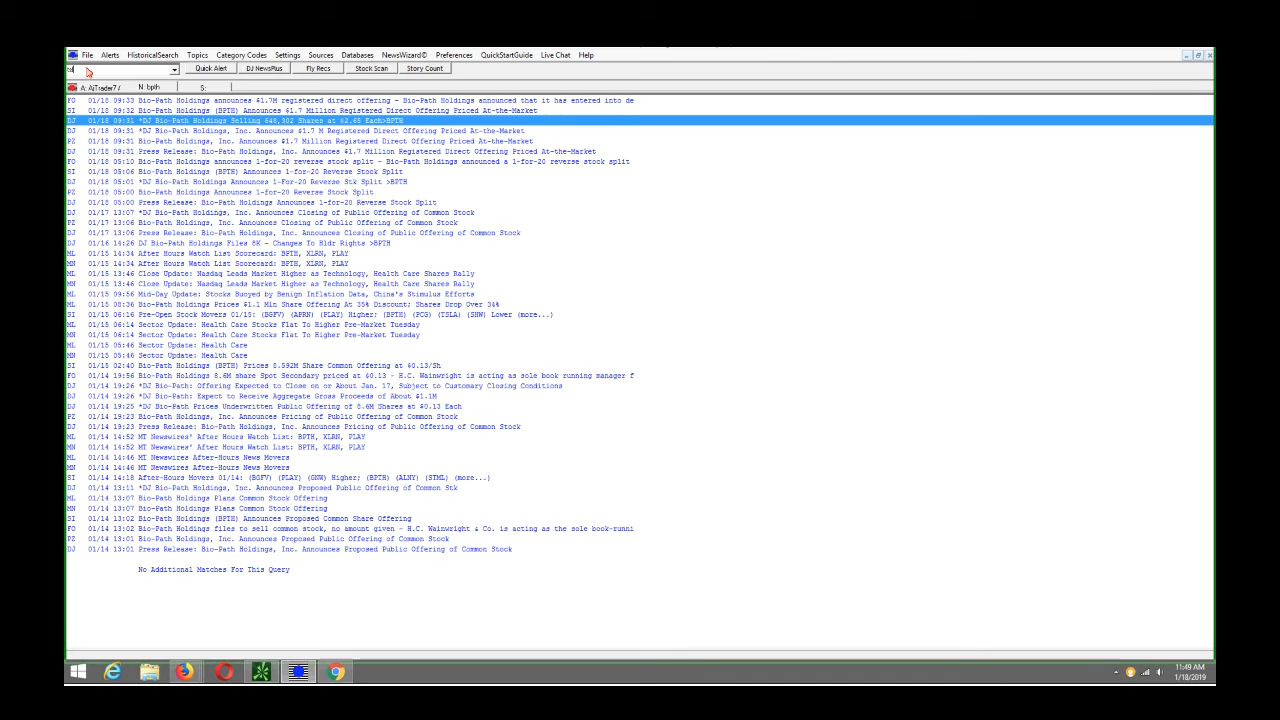 File Alerts HistoricalSearch Topics Category Codes Settings Sources Databases NewsWizard© Preferences QuickStartGuide Live Chat Help
Quick Alert DJ NewsPlus Fly Recs Stock Scan Story Count
A: AiTrader7 / N: bpth S:
FO 01/18 09:33 Bio-Path Holdings announces $1.7M registered direct offering - Bio-Path Holdings announced that it has entered into de
SI 01/18 09:32 Bio-Path Holdings (BPTH) Announces $1.7 Million Registered Direct Offering Priced At-the-Market
DJ 01/18 09:31 *DJ Bio-Path Holdings Selling 648,302 Shares at $2.65 Each>BPTH
DJ 01/18 09:31 *DJ Bio-Path Holdings, Inc. Announces $1.7 M Registered Direct Offering Priced At-the-Market
PZ 01/18 09:31 Bio-Path Holdings, Inc. Announces $1.7 Million Registered Direct Offering Priced At-the-Market
DJ 01/18 09:31 Press Release: Bio-Path Holdings, Inc. Announces $1.7 Million Registered Direct Offering Priced At-the-Market
FO 01/18 05:10 Bio-Path Holdings announces 1-for-20 reverse stock split - Bio-Path Holdings announced a 1-for-20 reverse stock split
SI 01/18 05:06 Bio-Path Holdings (BPTH) Announces 1-for-20 Reverse Stock Split
DJ 01/18 05:01 *DJ Bio-Path Holdings Announces 1-For-20 Reverse Stk Split >BPTH
PZ 01/18 05:00 Bio-Path Holdings Announces 1-for-20 Reverse Stock Split
DJ 01/18 05:00 Press Release: Bio-Path Holdings Announces 1-for-20 Reverse Stock Split
DJ 01/17 13:07 *DJ Bio-Path Holdings, Inc. Announces Closing of Public Offering of Common Stock
PZ 01/17 13:06 Bio-Path Holdings, Inc. Announces Closing of Public Offering of Common Stock
DJ 01/17 13:06 Press Release: Bio-Path Holdings, Inc. Announces Closing of Public Offering of Common Stock
DJ 01/16 14:26 DJ Bio-Path Holdings Files 8K - Changes To Hldr Rights >BPTH
ML 01/15 14:34 After Hours Watch List Scorecard: BPTH, XLRN, PLAY
MN 01/15 14:34 After Hours Watch List Scorecard: BPTH, XLRN, PLAY
ML 01/15 13:46 Close Update: Nasdaq Leads Market Higher as Technology, Health Care Shares Rally
MN 01/15 13:46 Close Update: Nasdaq Leads Market Higher as Technology, Health Care Shares Rally
ML 01/15 09:56 Mid-Day Update: Stocks Buoyed by Benign Inflation Data, China's Stimulus Efforts
ML 01/15 08:36 Bio-Path Holdings Prices $1.1 Mln Share Offering At 35% Discount; Shares Drop Over 34%
SI 01/15 06:16 Pre-Open Stock Movers 01/15: (BGFV) (APRN) (PLAY) Higher; (BPTH) (PCG) (TSLA) (SHW) Lower (more...)
ML 01/15 06:14 Sector Update: Health Care Stocks Flat To Higher Pre-Market Tuesday
MN 01/15 06:14 Sector Update: Health Care Stocks Flat To Higher Pre-Market Tuesday
ML 01/15 05:46 Sector Update: Health Care
MN 01/15 05:46 Sector Update: Health Care
SI 01/15 02:40 Bio-Path Holdings (BPTH) Prices 8.592M Share Common Offering at $0.13/Sh
FO 01/14 19:56 Bio-Path Holdings 8.6M share Spot Secondary priced at $0.13 - H.C. Wainwright is acting as sole book running manager f
DJ 01/14 19:26 *DJ Bio-Path: Offering Expected to Close on or About Jan. 17, Subject to Customary Closing Conditions
DJ 01/14 19:26 *DJ Bio-Path: Expect to Receive Aggregate Gross Proceeds of About $1.1M
DJ 01/14 19:25 *DJ Bio-Path Prices Underwritten Public Offering of 8.6M Shares at $0.13 Each
PZ 01/14 19:23 Bio-Path Holdings, Inc. Announces Pricing of Public Offering of Common Stock
DJ 01/14 19:23 Press Release: Bio-Path Holdings, Inc. Announces Pricing of Public Offering of Common Stock
ML 01/14 14:52 MT Newswires' After Hours Watch List: BPTH, XLRN, PLAY
MN 01/14 14:52 MT Newswires' After Hours Watch List: BPTH, XLRN, PLAY
ML 01/14 14:46 MT Newswires After-Hours News Movers
MN 01/14 14:46 MT Newswires After-Hours News Movers
SI 01/14 14:18 After-Hours Movers 01/14: (BGFV) (PLAY) (GNW) Higher; (BPTH) (ALNY) (STML) (more...)
DJ 01/14 13:11 *DJ Bio-Path Holdings, Inc. Announces Proposed Public Offering of Common Stk
ML 01/14 13:07 Bio-Path Holdings Plans Common Stock Offering
MN 01/14 13:07 Bio-Path Holdings Plans Common Stock Offering
SI 01/14 13:02 Bio-Path Holdings (BPTH) Announces Proposed Common Share Offering
FO 01/14 13:02 Bio-Path Holdings files to sell common stock, no amount given - H.C. Wainwright & Co. is acting as the sole book-runni
PZ 01/14 13:01 Bio-Path Holdings, Inc. Announces Proposed Public Offering of Common Stock
DJ 01/14 13:01 Press Release: Bio-Path Holdings, Inc. Announces Proposed Public Offering of Common Stock
No Additional Matches For This Query
11:49 AM
1/18/2019